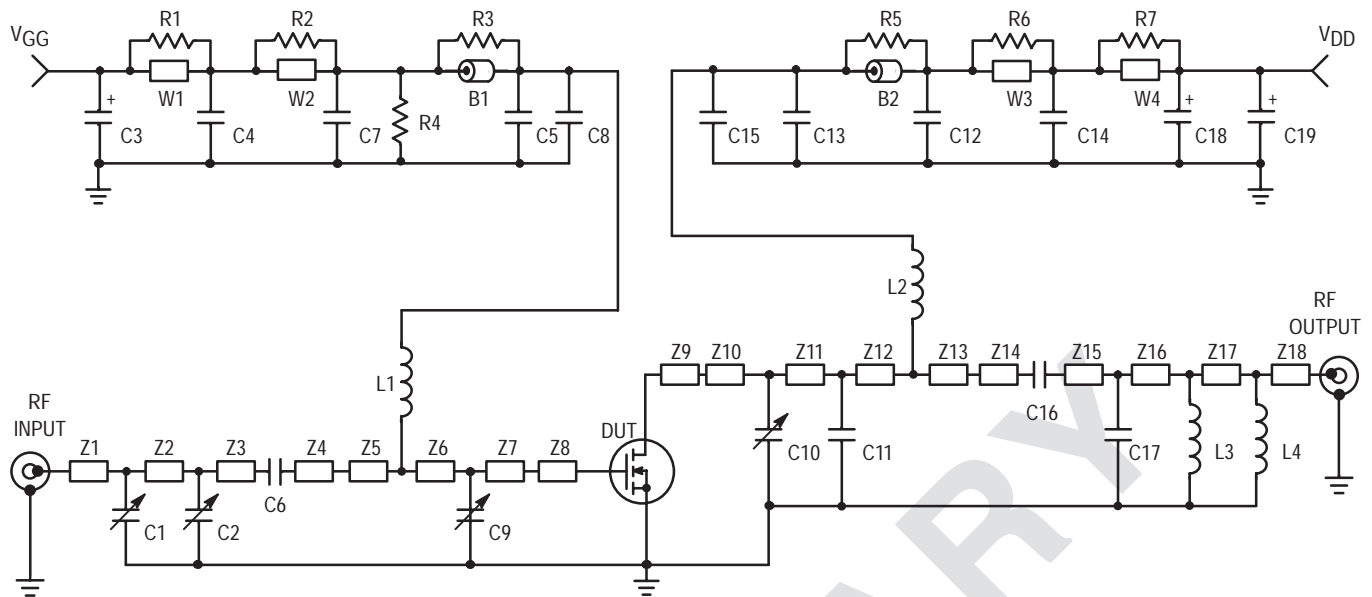 R1 R2 R3 R5 R6 R7
VGG VDD
+ W1 W2 B1 B2 W3 W4 + +
C3 C4 C7 R4 C5 C8 C15 C13 C12 C14 C18 C19
L2
RF
OUTPUT
Z9 Z10 Z11 Z12 Z13 Z14 Z15 Z16 Z17 Z18
L1
C16
RF
INPUT
DUT
C10 C11 C17 L3 L4
Z1 Z2 Z3 Z4 Z5 Z6 Z7 Z8
C6
C1 C2 C9